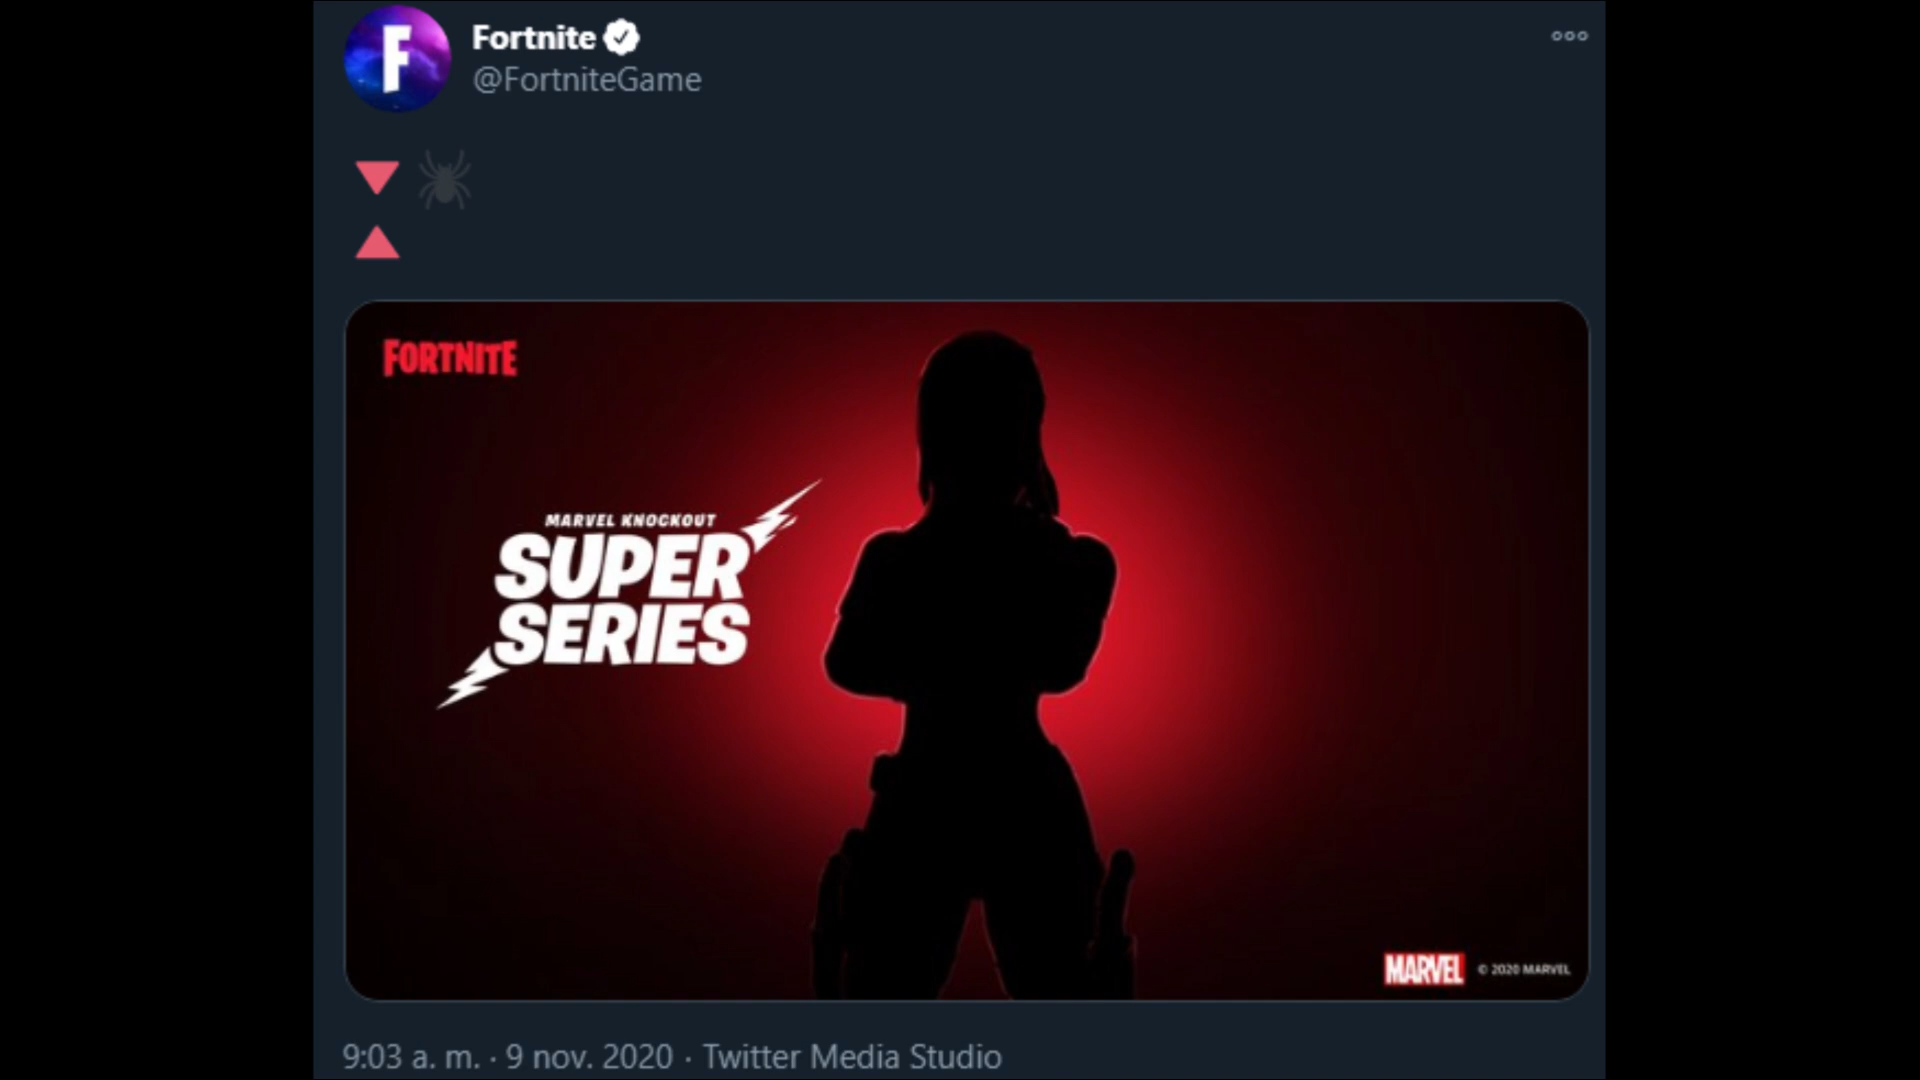 Fortnite
@FortniteGame
🔻 🕷
🔺
FORTNITE
MARVEL KNOCKOUT
SUPER
SERIES
MARVEL © 2020 MARVEL
9:03 a. m. · 9 nov. 2020 · Twitter Media Studio